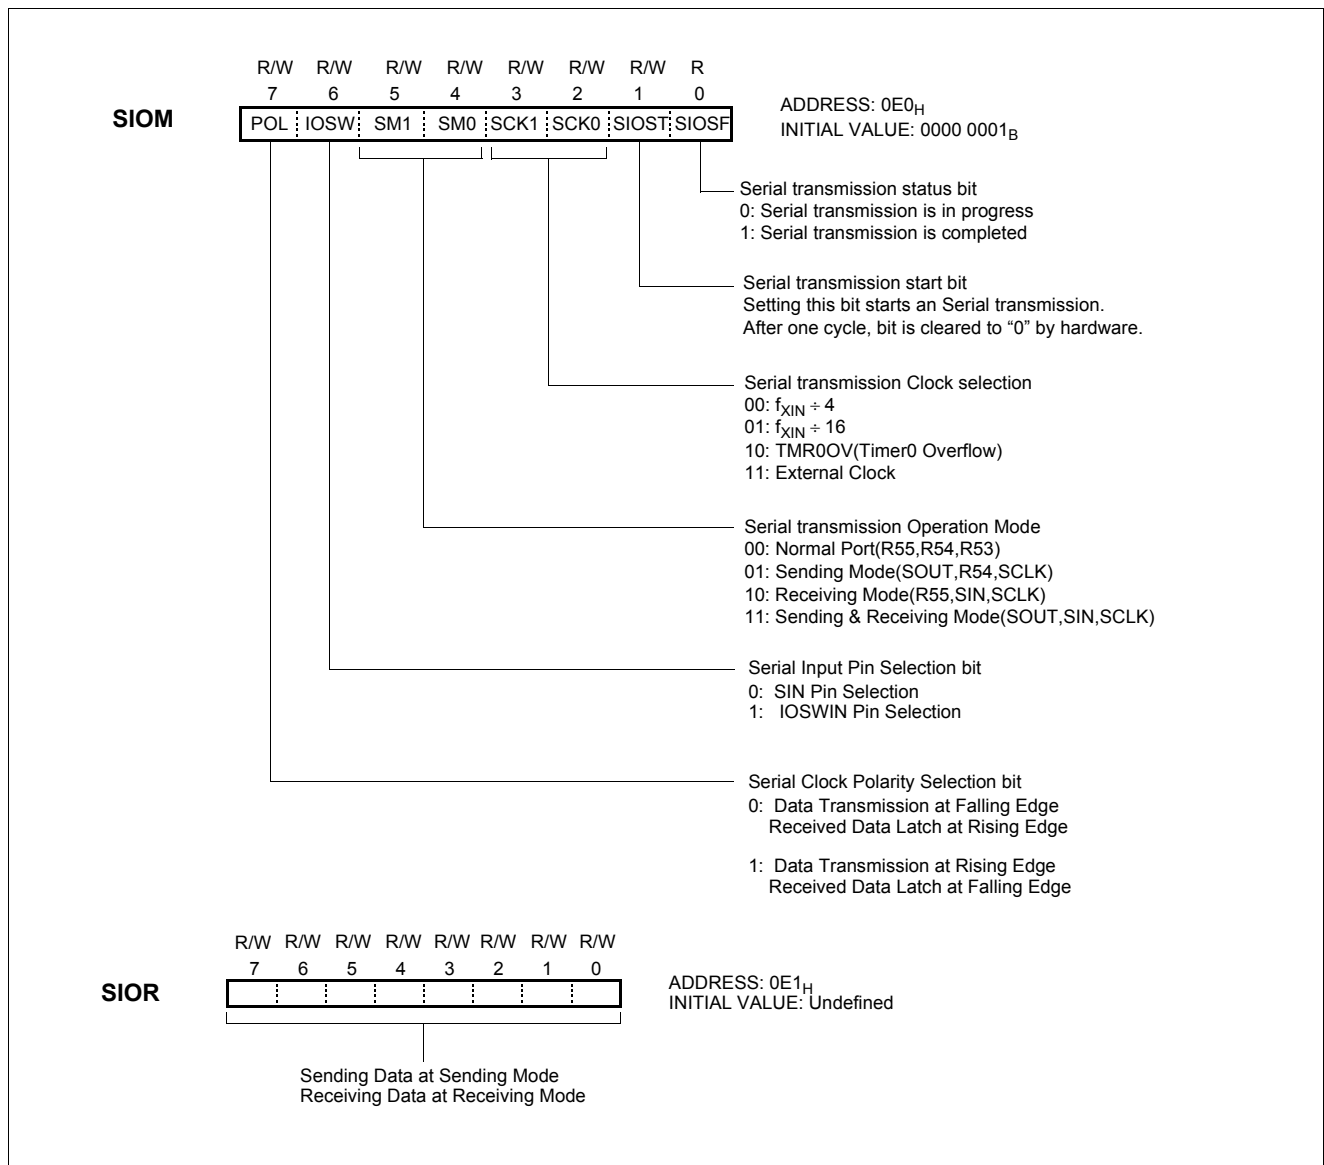 R/W R/W R/W R/W R/W R/W R/W R
7 6 5 4 3 2 1 0
SIOM
POL IOSW SM1 SM0 SCK1 SCK0 SIOST SIOSF
ADDRESS: 0E0H
INITIAL VALUE: 0000 0001B
Serial transmission status bit
0: Serial transmission is in progress
1: Serial transmission is completed
Serial transmission start bit
Setting this bit starts an Serial transmission.
After one cycle, bit is cleared to “0” by hardware.
Serial transmission Clock selection
00: fXIN ÷ 4
01: fXIN ÷ 16
10: TMR0OV(Timer0 Overflow)
11: External Clock
Serial transmission Operation Mode
00: Normal Port(R55,R54,R53)
01: Sending Mode(SOUT,R54,SCLK)
10: Receiving Mode(R55,SIN,SCLK)
11: Sending & Receiving Mode(SOUT,SIN,SCLK)
Serial Input Pin Selection bit
0: SIN Pin Selection
1: IOSWIN Pin Selection
Serial Clock Polarity Selection bit
0: Data Transmission at Falling Edge
Received Data Latch at Rising Edge
1: Data Transmission at Rising Edge
Received Data Latch at Falling Edge
R/W R/W R/W R/W R/W R/W R/W R/W
7 6 5 4 3 2 1 0
SIOR
ADDRESS: 0E1H
INITIAL VALUE: Undefined
Sending Data at Sending Mode
Receiving Data at Receiving Mode